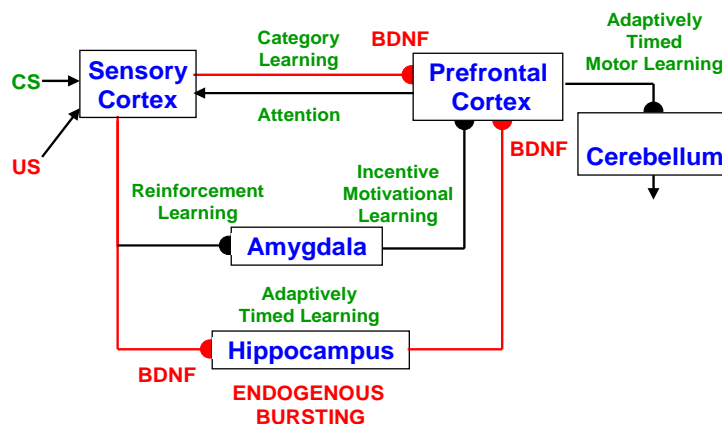 Adaptively
Timed
Motor Learning
Category
Learning
BDNF
Sensory
Cortex
Prefrontal
Cortex
CS
Attention
US
BDNF
Cerebellum
Reinforcement
Learning
Incentive
Motivational
Learning
Amygdala
Adaptively
Timed Learning
Hippocampus
BDNF
ENDOGENOUS
BURSTING